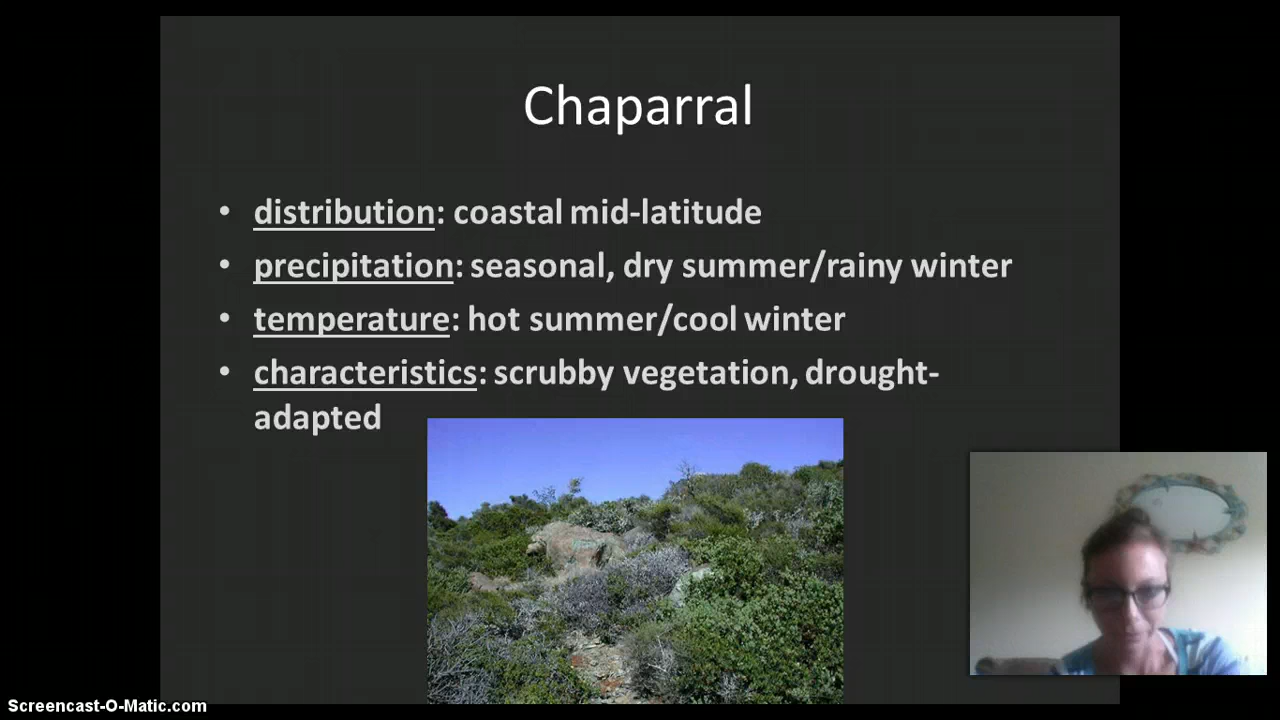 Chaparral
• distribution: coastal mid-latitude
• precipitation: seasonal, dry summer/rainy winter
• temperature: hot summer/cool winter
• characteristics: scrubby vegetation, drought-
adapted
Screencast-O-Matic.com